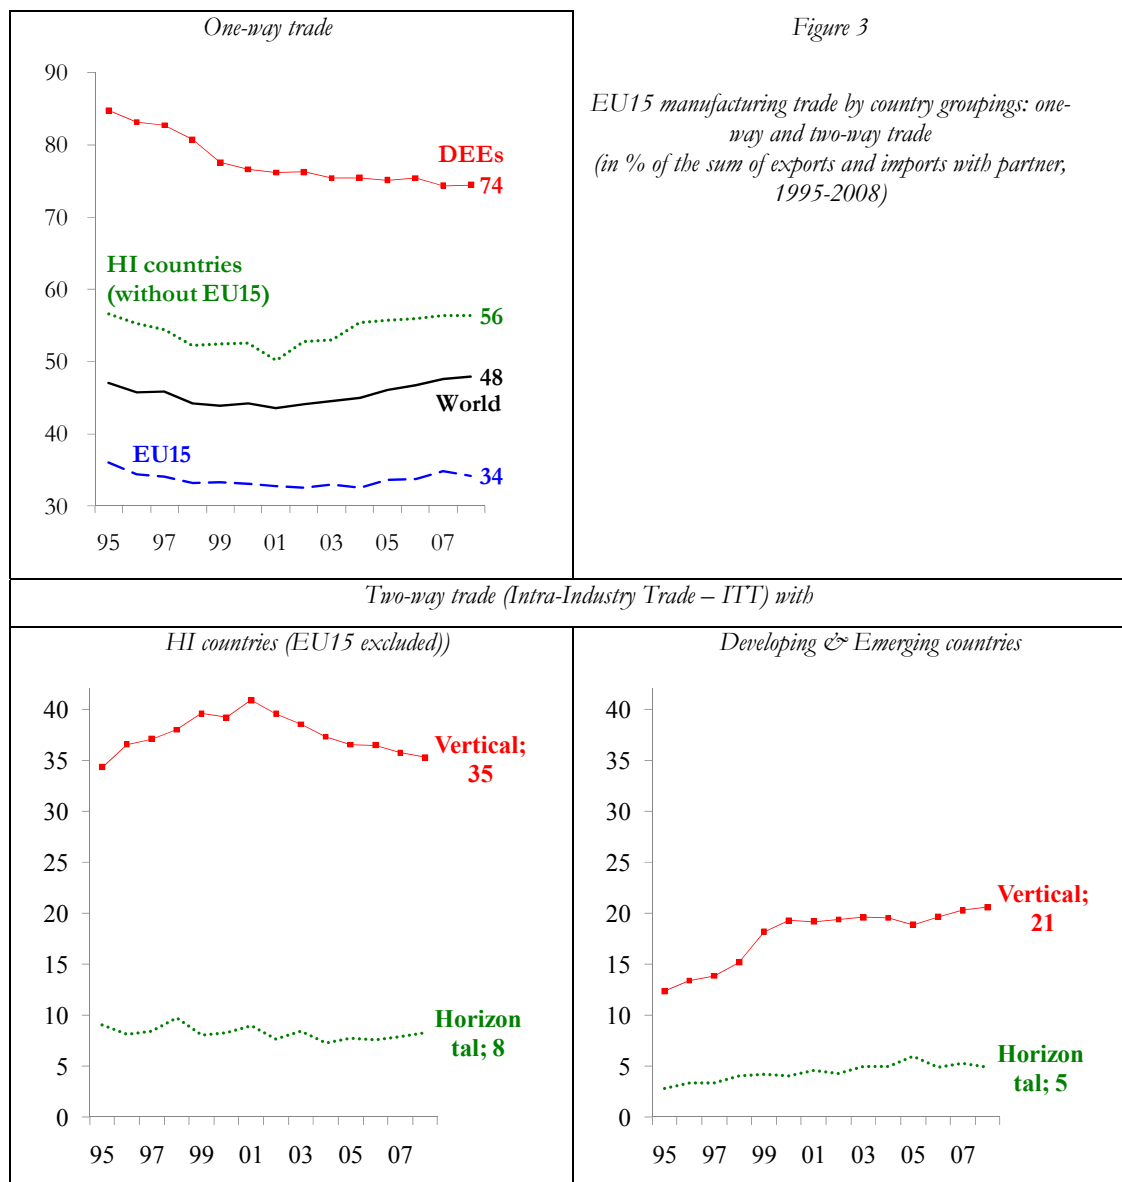 One-way trade
90
80
70
60
50
40
30
DEEs
74
HI countries
(without EU15)
56
48
World
EU15
34
95 97 99 01 03 05 07
Figure 3
EU15 manufacturing trade by country groupings: one-
way and two-way trade
(in % of the sum of exports and imports with partner,
1995-2008)
Two-way trade (Intra-Industry Trade – ITT) with
HI countries (EU15 excluded))
40
35
30
25
20
15
10
5
0
Vertical;
35
Horizon
tal; 8
95 97 99 01 03 05 07
Developing & Emerging countries
40
35
30
25
20
15
10
5
0
Vertical;
21
Horizon
tal; 5
95 97 99 01 03 05 07